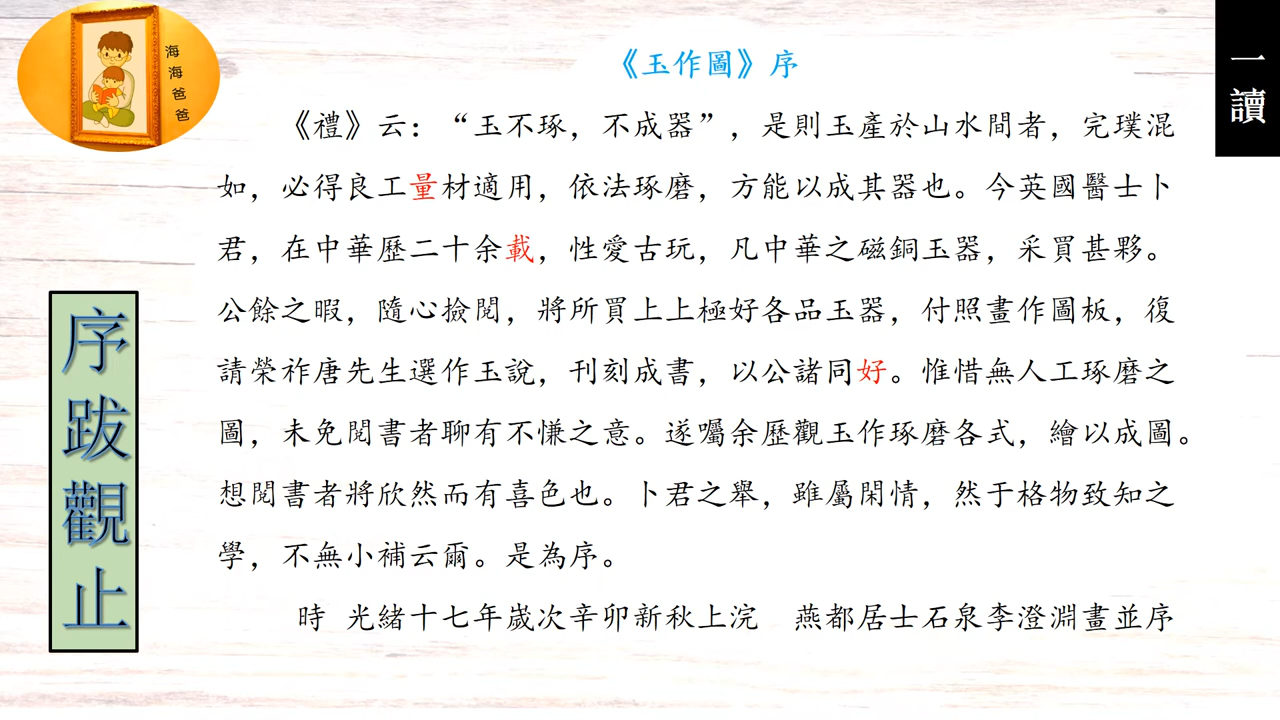 海海爸爸
《玉作圖》序
一讀
《禮》云：“玉不琢，不成器”，是則玉產於山水間者，完璞混
如，必得良工量材適用，依法琢磨，方能以成其器也。今英國醫士卜
君，在中華歷二十余載，性愛古玩，凡中華之磁銅玉器，采買甚夥。
公餘之暇，隨心撿閱，將所買上上極好各品玉器，付照畫作圖板，復
請榮祚唐先生選作玉說，刊刻成書，以公諸同好。惟惜無人工琢磨之
圖，未免閱書者聊有不慊之意。遂囑余歷觀玉作琢磨各式，繪以成圖。
想閱書者將欣然而有喜色也。卜君之舉，雖屬閑情，然于格物致知之
學，不無小補云爾。是為序。
時 光緒十七年歲次辛卯新秋上浣 燕都居士石泉李澄淵畫並序
序跋觀止